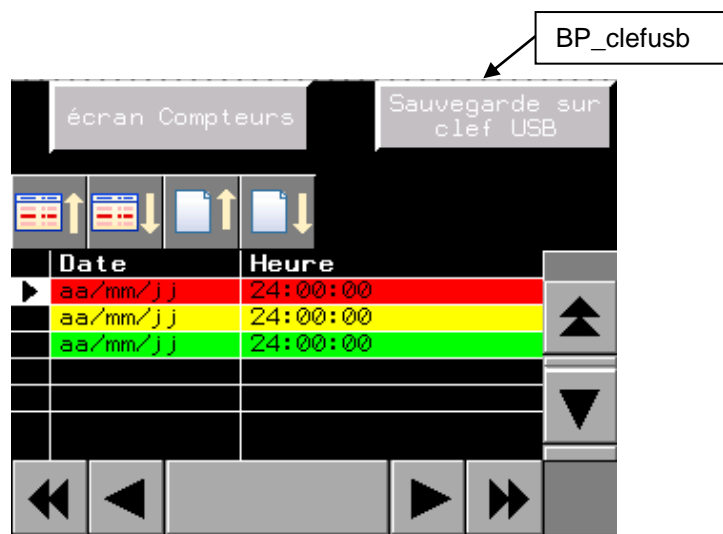 BP_clefusb
écran Compteurs
Sauvegarde sur
clef USB
Date Heure
aa/mm/jj 24:00:00
aa/mm/jj 24:00:00
aa/mm/jj 24:00:00